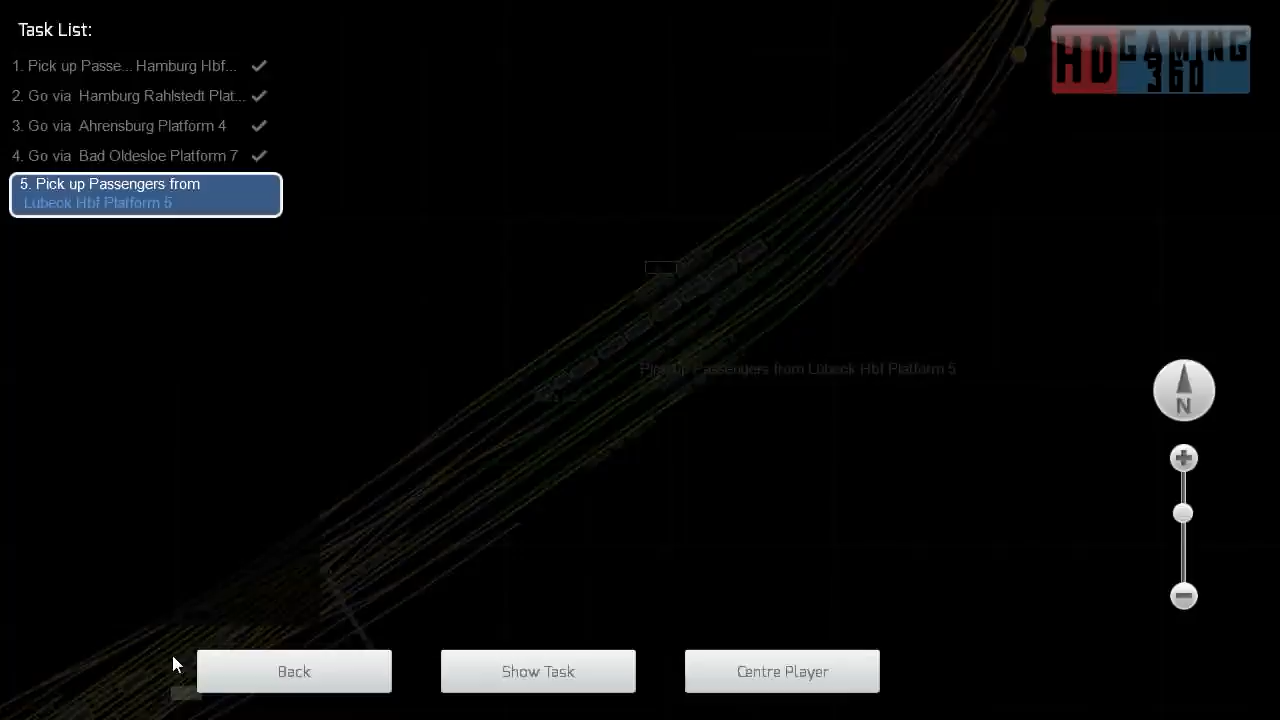 Task List:
1. Pick up Passe... Hamburg Hbf...
2. Go via Hamburg Rahlstedt Plat...
3. Go via Ahrensburg Platform 4
4. Go via Bad Oldesloe Platform 7
5. Pick up Passengers from
Lübeck Hbf Platform 5
HD GAMING 360
Pick up Passengers from Lübeck Hbf Platform 5
N
Back
Show Task
Centre Player